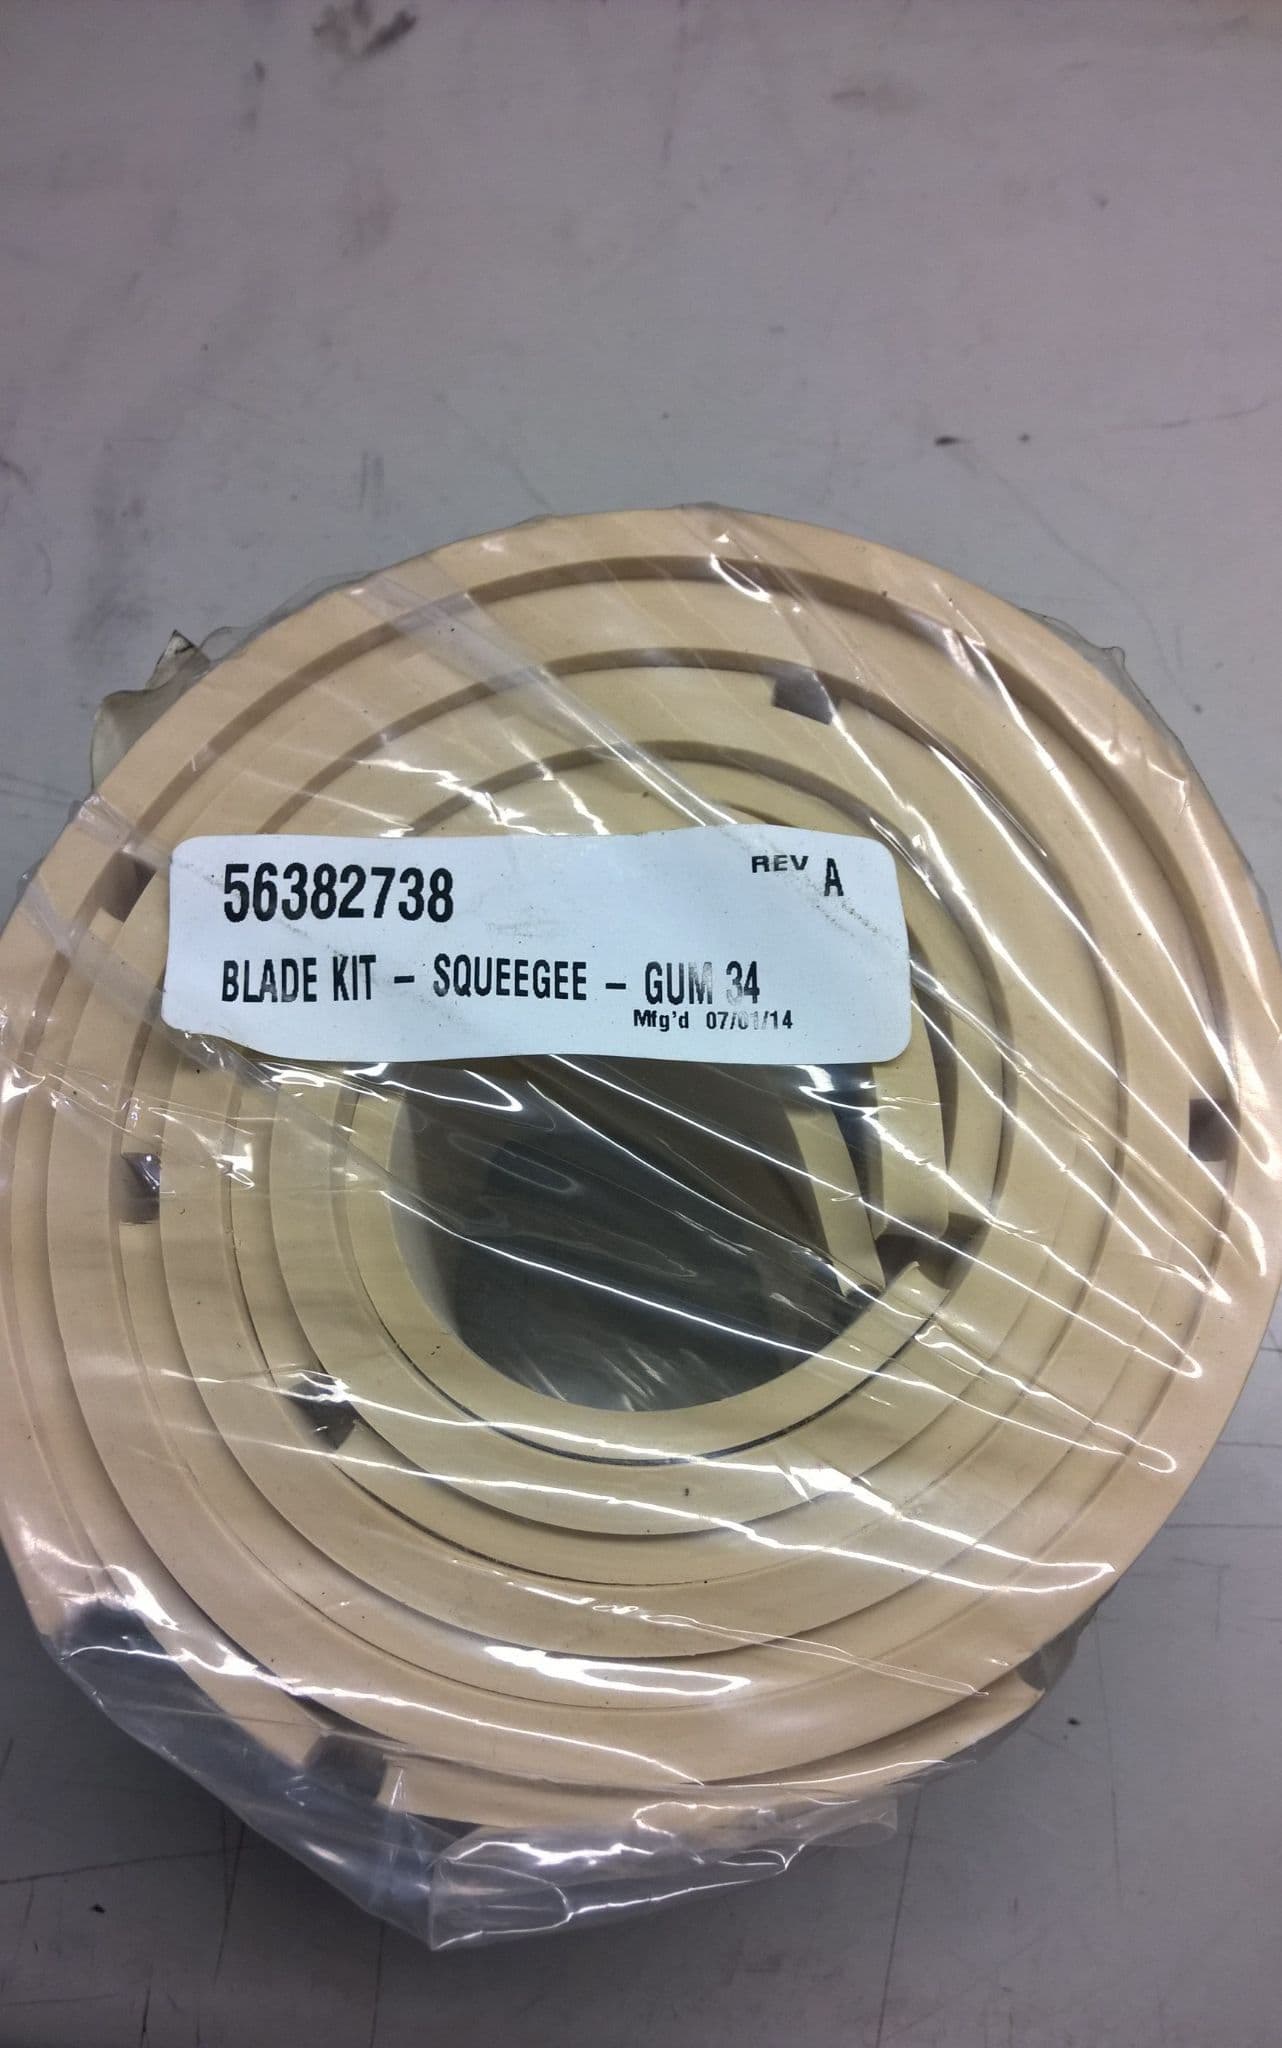 56382738 REV A
BLADE KIT - SQUEEGEE - GUM 34
Mfg'd 07/01/14